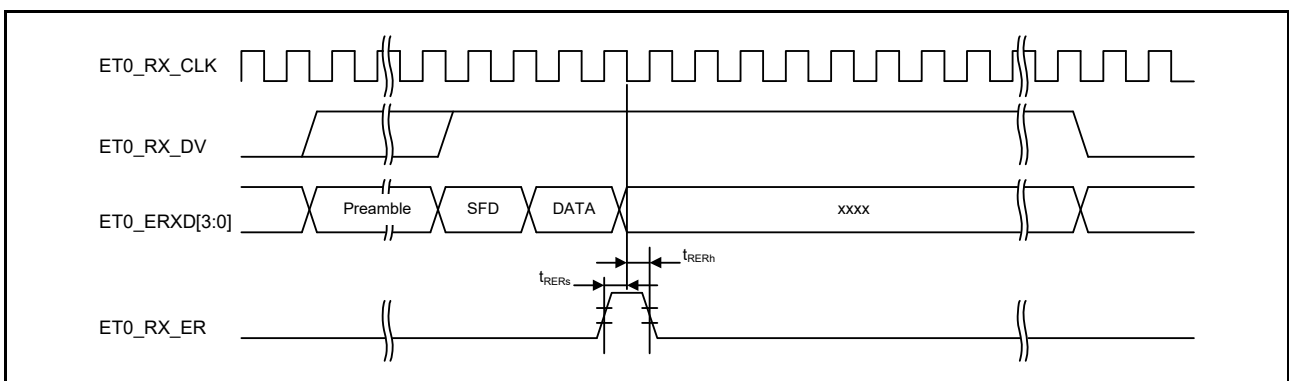 ET0_RX_CLK
ET0_RX_DV
ET0_ERXD[3:0]
Preamble
SFD
DATA
xxxx
tRERh
tRERs
ET0_RX_ER